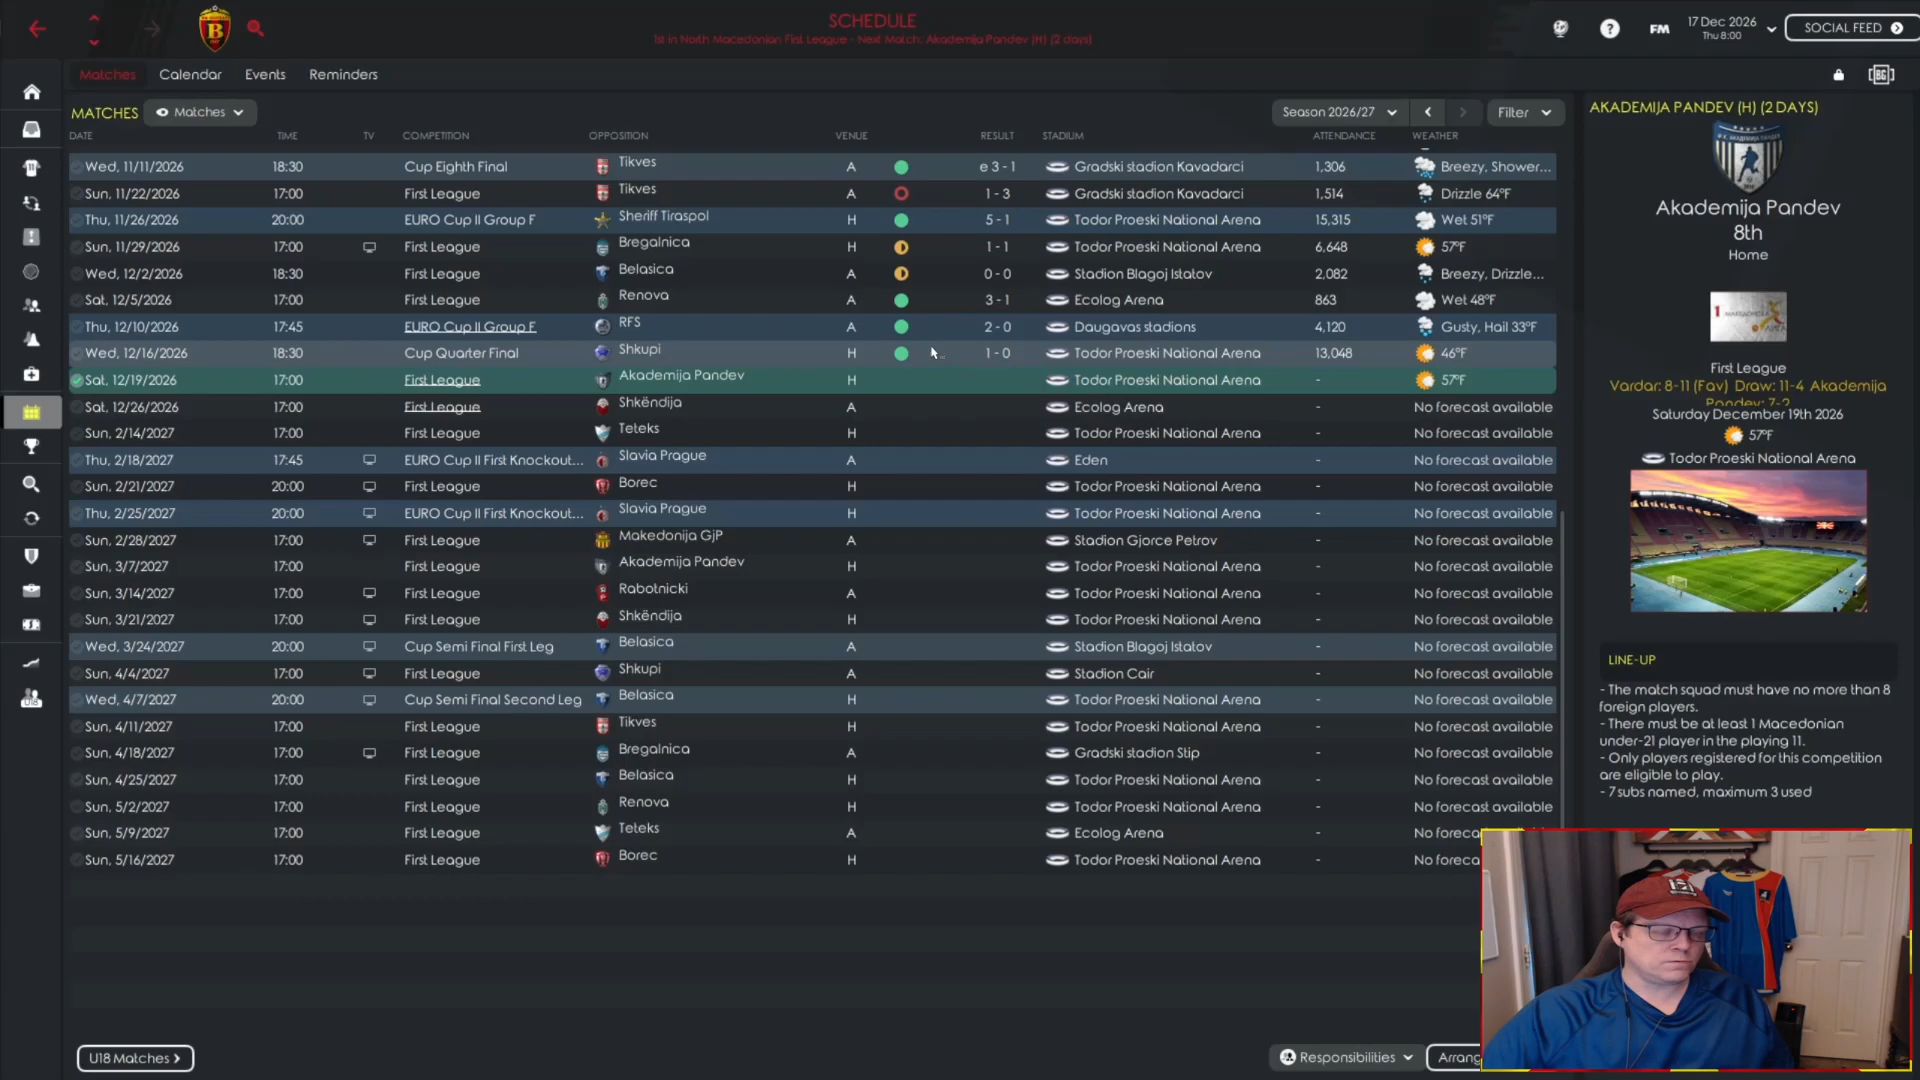 SCHEDULE
1st in North Macedonian First League - Next Match: Akademija Pandev (H) (2 days)
FM
17 Dec 2026
Thu 8:00
SOCIAL FEED
Matches Calendar Events Reminders
MATCHES Matches
Season 2026/27
Filter
DATE TIME TV COMPETITION OPPOSITION VENUE RESULT STADIUM ATTENDANCE WEATHER
Wed, 11/11/2026 18:30 Cup Eighth Final Tikves A e 3 - 1 Gradski stadion Kavadarci 1,306 Breezy, Shower...
Sun, 11/22/2026 17:00 First League Tikves A 1 - 3 Gradski stadion Kavadarci 1,514 Drizzle 64°F
Thu, 11/26/2026 20:00 EURO Cup II Group F Sheriff Tiraspol H 5 - 1 Todor Proeski National Arena 15,315 Wet 51°F
Sun, 11/29/2026 17:00 First League Bregalnica H 1 - 1 Todor Proeski National Arena 6,648 57°F
Wed, 12/2/2026 18:30 First League Belasica A 0 - 0 Stadion Blagoj Istatov 2,082 Breezy, Drizzle...
Sat, 12/5/2026 17:00 First League Renova A 3 - 1 Ecolog Arena 863 Wet 48°F
Thu, 12/10/2026 17:45 EURO Cup II Group F RFS A 2 - 0 Daugavas stadions 4,120 Gusty, Hail 33°F
Wed, 12/16/2026 18:30 Cup Quarter Final Shkupi H 1 - 0 Todor Proeski National Arena 13,048 46°F
Sat, 12/19/2026 17:00 First League Akademija Pandev H Todor Proeski National Arena - 57°F
Sat, 12/26/2026 17:00 First League Shkëndija A Ecolog Arena - No forecast available
Sun, 2/14/2027 17:00 First League Teteks H Todor Proeski National Arena - No forecast available
Thu, 2/18/2027 17:45 EURO Cup II First Knockout... Slavia Prague A Eden - No forecast available
Sun, 2/21/2027 20:00 First League Borec H Todor Proeski National Arena - No forecast available
Thu, 2/25/2027 20:00 EURO Cup II First Knockout... Slavia Prague H Todor Proeski National Arena - No forecast available
Sun, 2/28/2027 17:00 First League Makedonija GjP A Stadion Gjorce Petrov - No forecast available
Sun, 3/7/2027 17:00 First League Akademija Pandev A Todor Proeski National Arena - No forecast available
Sun, 3/14/2027 17:00 First League Rabotnicki A Todor Proeski National Arena - No forecast available
Sun, 3/21/2027 17:00 First League Shkëndija H Todor Proeski National Arena - No forecast available
Wed, 3/24/2027 20:00 Cup Semi Final First Leg Belasica A Stadion Blagoj Istatov - No forecast available
Sun, 4/4/2027 17:00 First League Shkupi A Stadion Cair - No forecast available
Wed, 4/7/2027 20:00 Cup Semi Final Second Leg Belasica H Todor Proeski National Arena - No forecast available
Sun, 4/11/2027 17:00 First League Tikves H Todor Proeski National Arena - No forecast available
Sun, 4/18/2027 17:00 First League Bregalnica A Gradski stadion Stip - No forecast available
Sun, 4/25/2027 17:00 First League Belasica H Todor Proeski National Arena - No forecast available
Sun, 5/2/2027 17:00 First League Renova H Todor Proeski National Arena - No forecast available
Sun, 5/9/2027 17:00 First League Teteks A Ecolog Arena - No foreca
Sun, 5/16/2027 17:00 First League Borec H Todor Proeski National Arena - No foreca
AKADEMIJA PANDEV (H) (2 DAYS)
Akademija Pandev
8th
Home
First League
Vardar: 8-11 (Fav) Draw: 11-4 Akademija
Pandev: 7-2
Saturday December 19th 2026
57°F
Todor Proeski National Arena
LINE-UP
- The match squad must have no more than 8
foreign players.
- There must be at least 1 Macedonian
under-21 player in the playing 11.
- Only players registered for this competition
are eligible to play.
- 7 subs named, maximum 3 used
U18 Matches
Responsibilities
Arrang